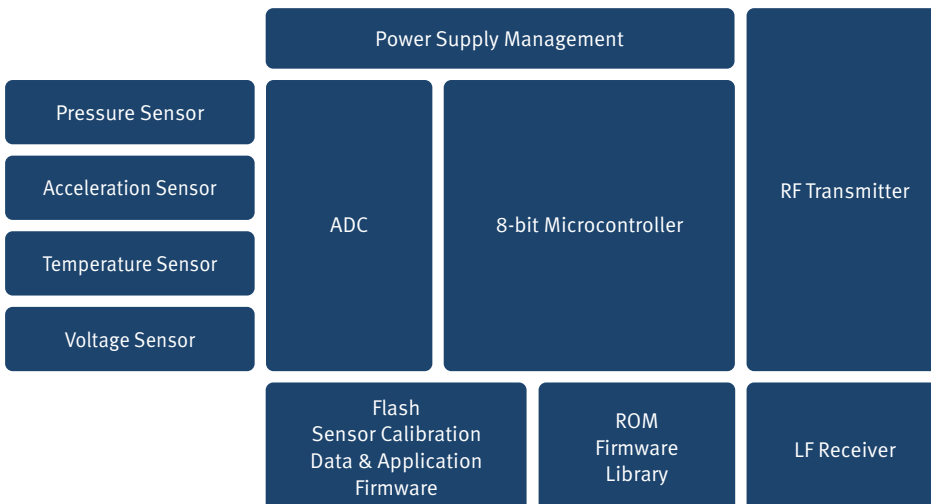 Power Supply Management
Pressure Sensor
Acceleration Sensor
Temperature Sensor
Voltage Sensor
ADC
8-bit Microcontroller
RF Transmitter
Flash
Sensor Calibration
Data & Application
Firmware
ROM
Firmware
Library
LF Receiver